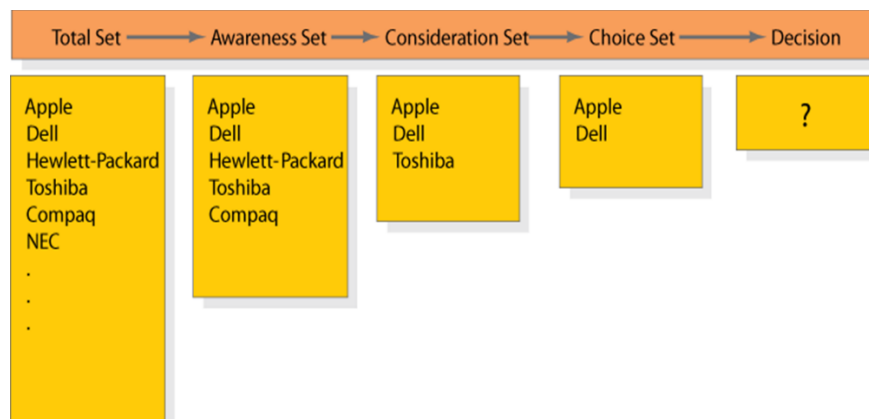 Total Set Awareness Set Consideration Set Choice Set Decision
Apple
Dell
Hewlett-Packard
Toshiba
Compaq
NEC
.
.
.
Apple
Dell
Hewlett-Packard
Toshiba
Compaq
Apple
Dell
Toshiba
Apple
Dell
?